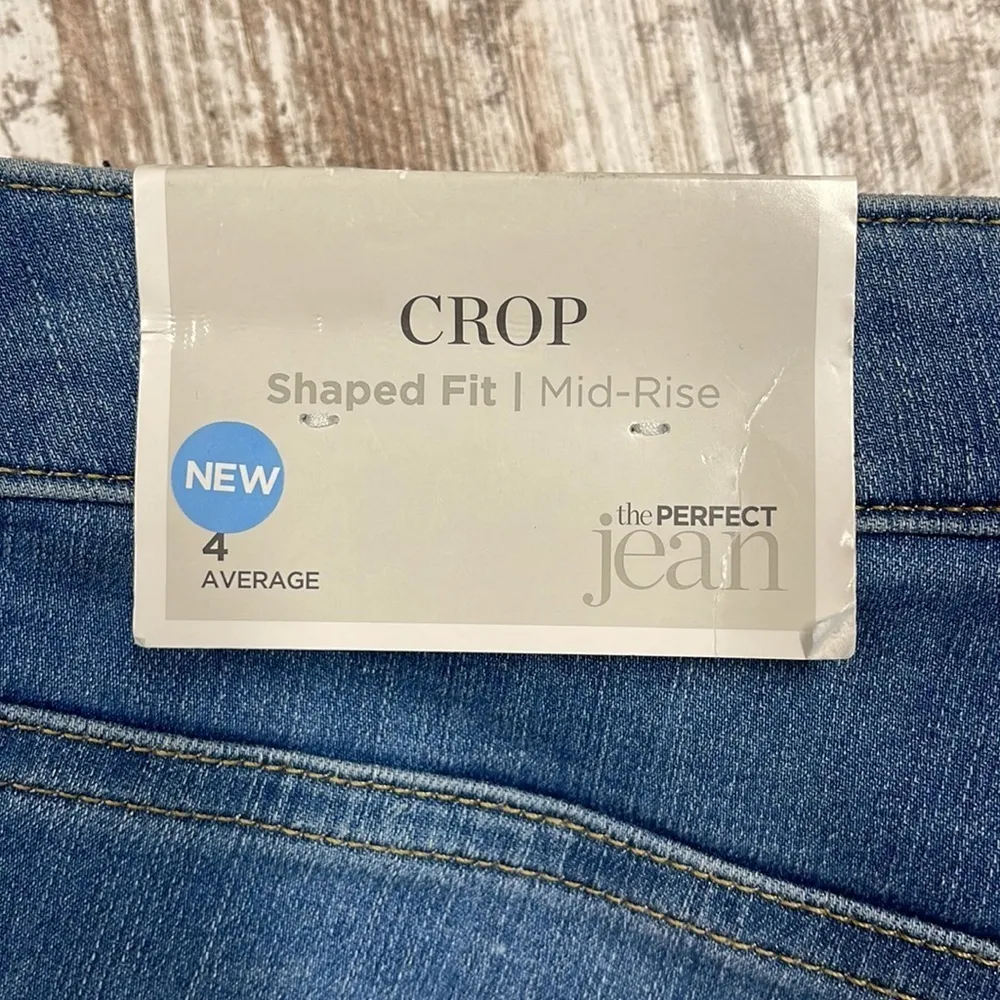 CROP
Shaped Fit | Mid-Rise
NEW
4
AVERAGE
the PERFECT
jean